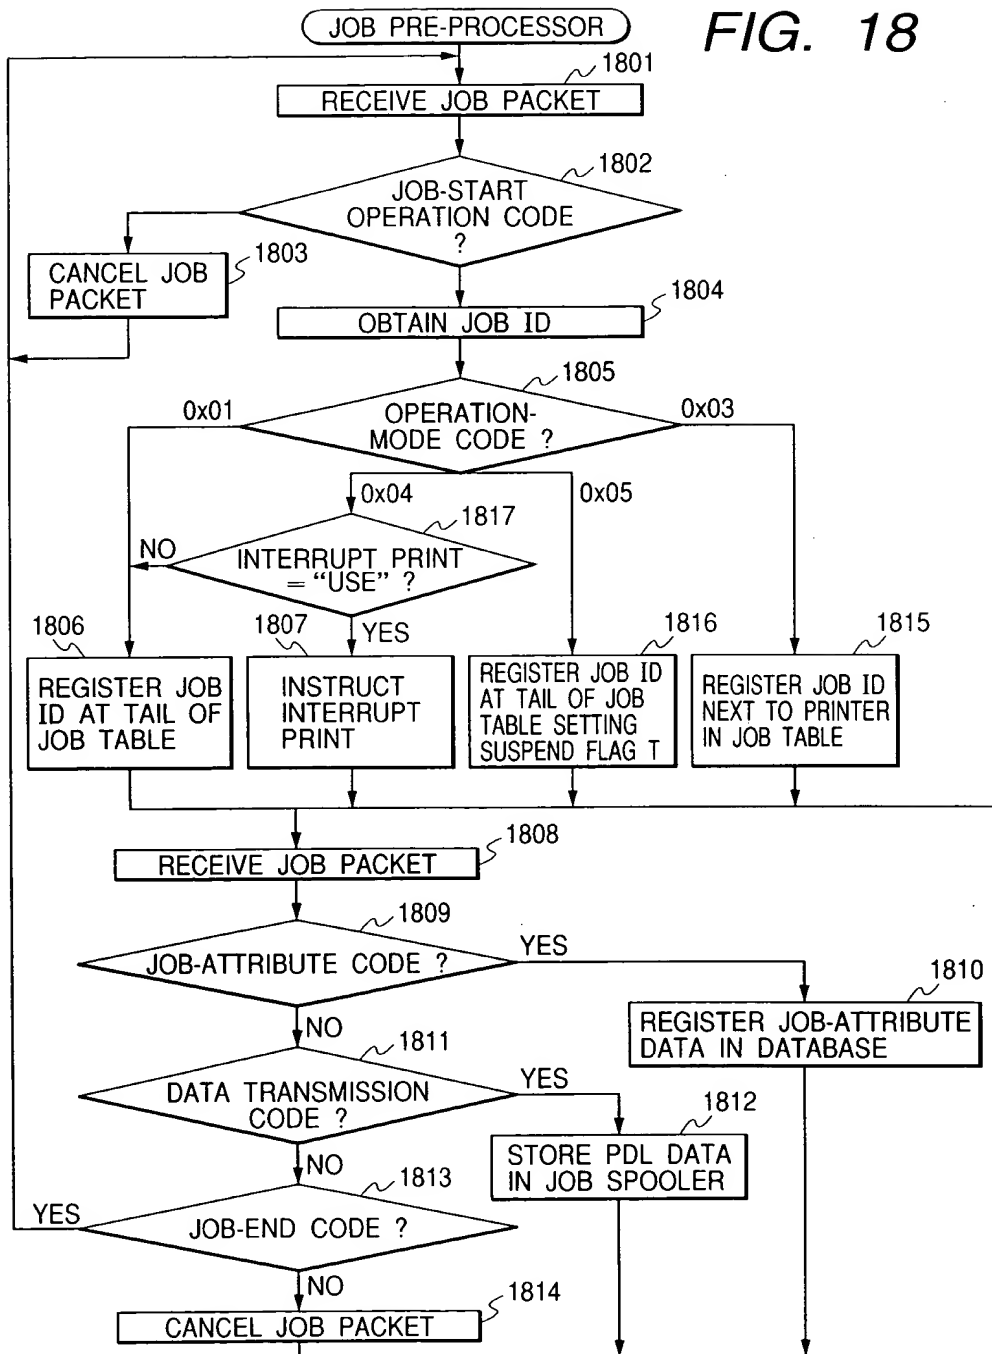 JOB PRE-PROCESSOR
FIG. 18
1801
RECEIVE JOB PACKET
1802
JOB-START
OPERATION CODE
?
1803
CANCEL JOB
PACKET
1804
OBTAIN JOB ID
1805
0x01
OPERATION-
MODE CODE ?
0x03
0x04
0x05
1817
NO
INTERRUPT PRINT
= “USE” ?
YES
1806
REGISTER JOB
ID AT TAIL OF
JOB TABLE
1807
INSTRUCT
INTERRUPT
PRINT
1816
REGISTER JOB ID
AT TAIL OF JOB
TABLE SETTING
SUSPEND FLAG T
1815
REGISTER JOB ID
NEXT TO PRINTER
IN JOB TABLE
1808
RECEIVE JOB PACKET
1809
JOB-ATTRIBUTE CODE ?
YES
1810
REGISTER JOB-ATTRIBUTE
DATA IN DATABASE
NO
1811
DATA TRANSMISSION
CODE ?
YES
1812
STORE PDL DATA
IN JOB SPOOLER
NO
1813
YES
JOB-END CODE ?
NO
1814
CANCEL JOB PACKET